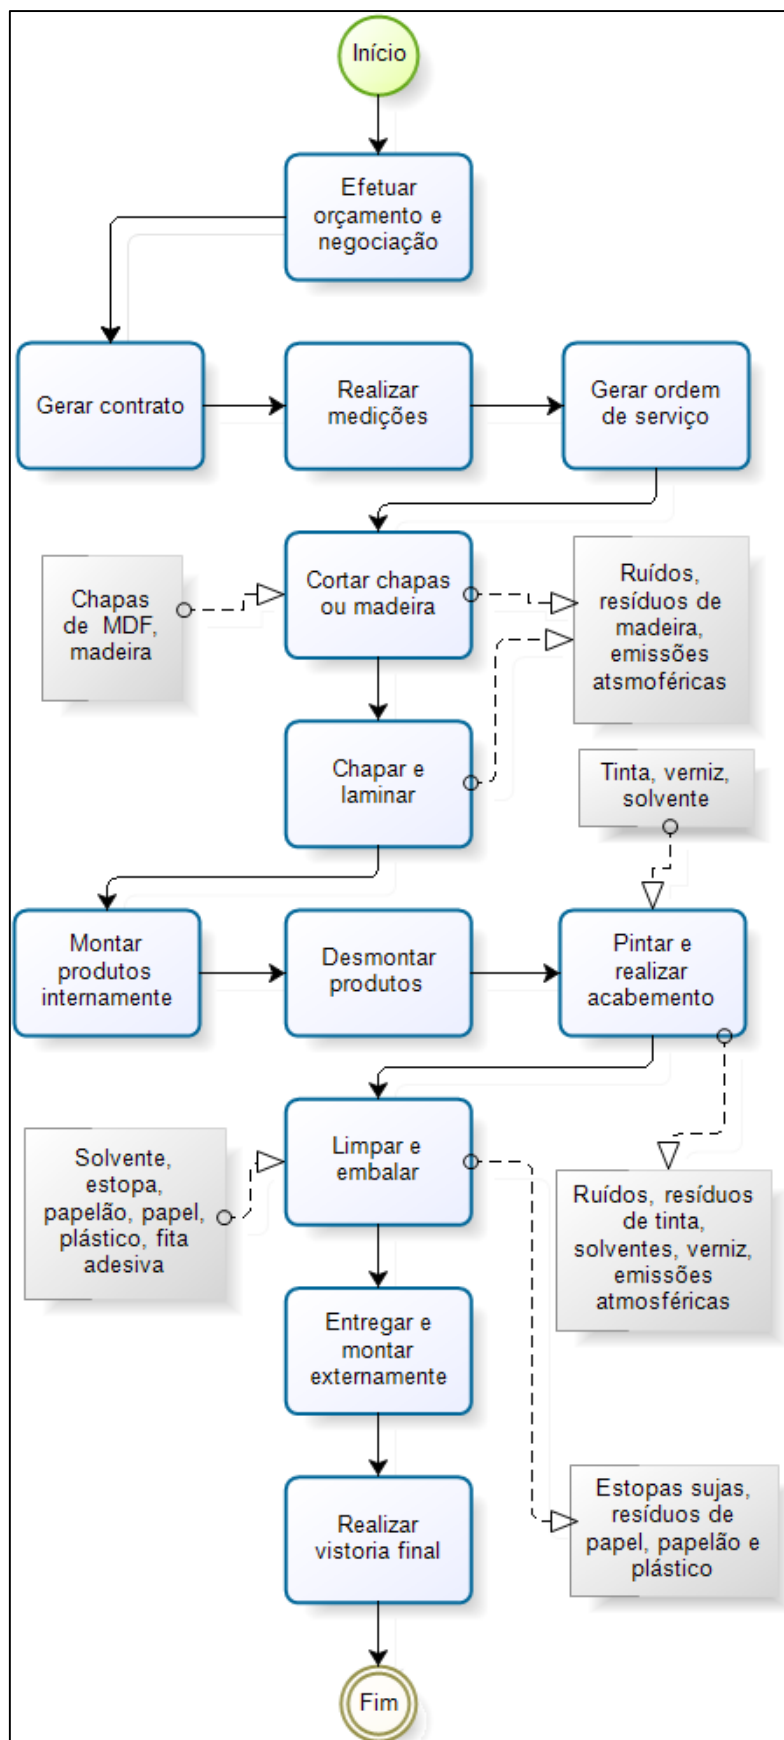 Início
Efetuar
orçamento e
negociação
Gerar contrato
Realizar
medições
Gerar ordem
de serviço
Chapas
de MDF,
madeira
Cortar chapas
ou madeira
Ruídos,
resíduos de
madeira,
emissões
atsmoféricas
Chapar e
laminar
Tinta, verniz,
solvente
Montar
produtos
internamente
Desmontar
produtos
Pintar e
realizar
acabemento
Solvente,
estopa,
papelão, papel,
plástico, fita
adesiva
Limpar e
embalar
Ruídos, resíduos
de tinta,
solventes, verniz,
emissões
atmosféricas
Entregar e
montar
externamente
Estopas sujas,
resíduos de
papel, papelão e
plástico
Realizar
vistoria final
Fim